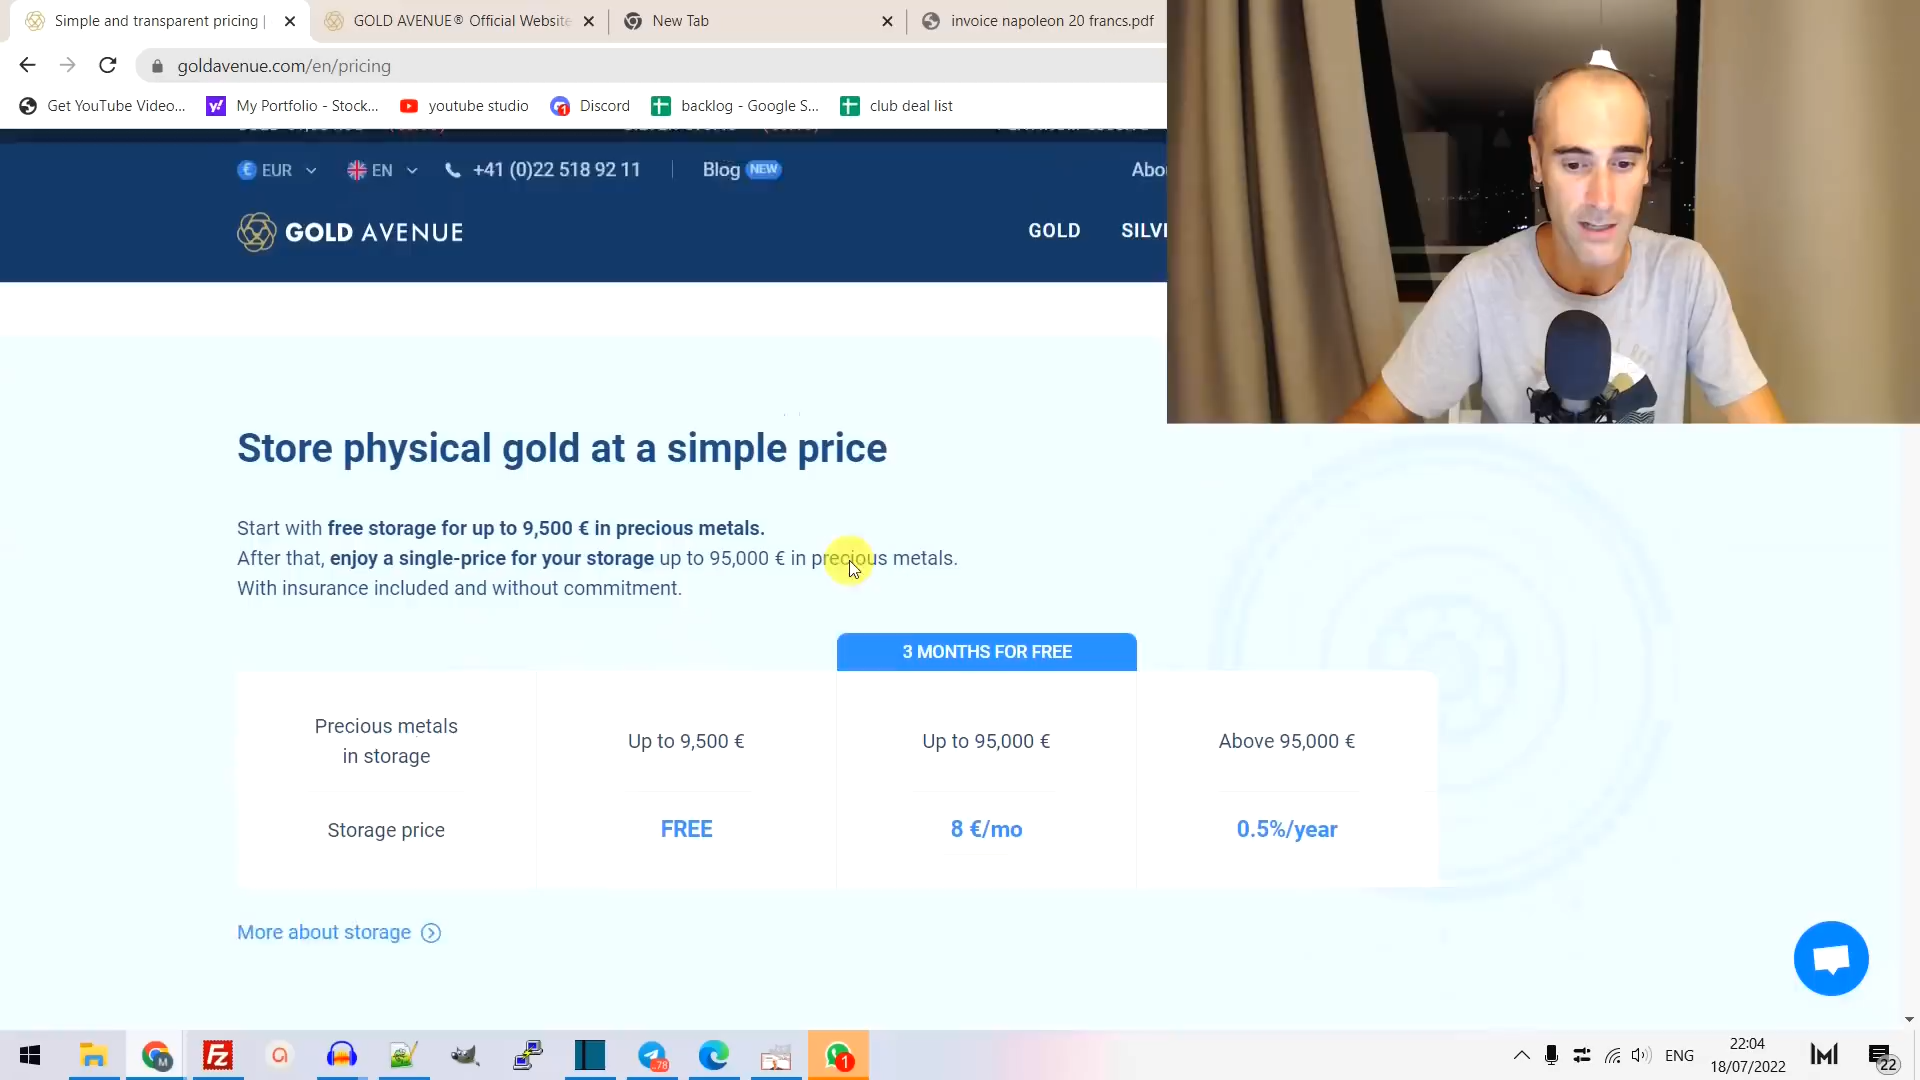 Simple and transparent pricing |
GOLD AVENUE® Official Website
New Tab
invoice napoleon 20 francs.pdf
goldavenue.com/en/pricing
Get YouTube Video...
My Portfolio - Stock...
youtube studio
Discord
backlog - Google S...
club deal list
EUR
EN
+41 (0)22 518 92 11
Blog NEW
Abou
GOLD AVENUE
GOLD
SILV
Store physical gold at a simple price
Start with free storage for up to 9,500 € in precious metals.
After that, enjoy a single-price for your storage up to 95,000 € in precious metals.
With insurance included and without commitment.
3 MONTHS FOR FREE
Precious metals
in storage
Up to 9,500 €
Up to 95,000 €
Above 95,000 €
Storage price
FREE
8 €/mo
0.5%/year
More about storage
78
1
ENG
22:04
18/07/2022
22